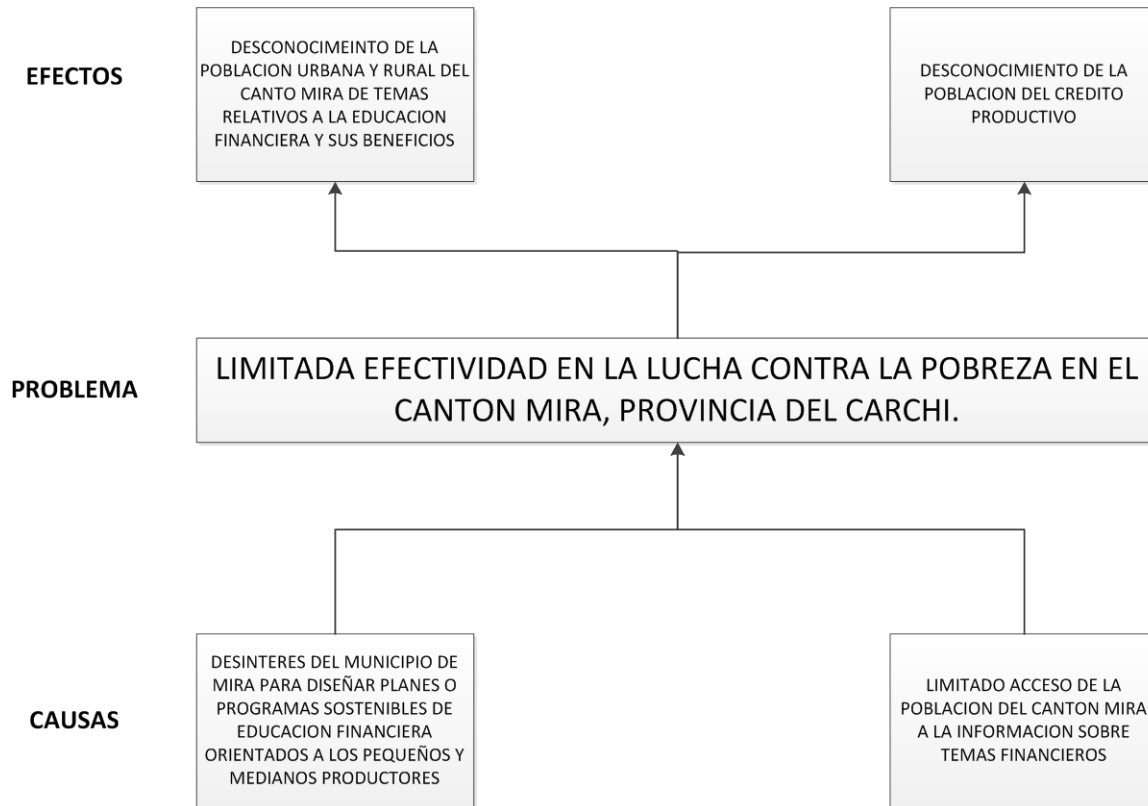 EFECTOS
DESCONOCIMEINTO DE LA
POBLACION URBANA Y RURAL DEL
CANTO MIRA DE TEMAS
RELATIVOS A LA EDUCACION
FINANCIERA Y SUS BENEFICIOS
DESCONOCIMIENTO DE LA
POBLACION DEL CREDITO
PRODUCTIVO
PROBLEMA
LIMITADA EFECTIVIDAD EN LA LUCHA CONTRA LA POBREZA EN EL
CANTON MIRA, PROVINCIA DEL CARCHI.
CAUSAS
DESINTERES DEL MUNICIPIO DE
MIRA PARA DISEÑAR PLANES O
PROGRAMAS SOSTENIBLES DE
EDUCACION FINANCIERA
ORIENTADOS A LOS PEQUEÑOS Y
MEDIANOS PRODUCTORES
LIMITADO ACCESO DE LA
POBLACION DEL CANTON MIRA
A LA INFORMACION SOBRE
TEMAS FINANCIEROS